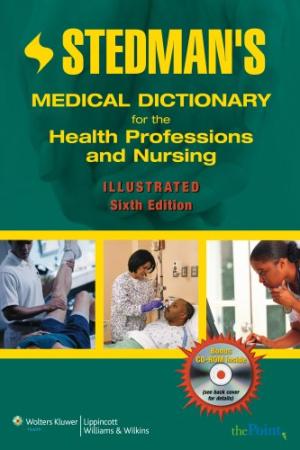 STEDMAN'S
MEDICAL DICTIONARY
for the
Health Professions
and Nursing
ILLUSTRATED
Sixth Edition
Bonus
CD-ROM Inside
(see back cover
for details)
Wolters Kluwer
Health
Lippincott
Williams & Wilkins
thePoint